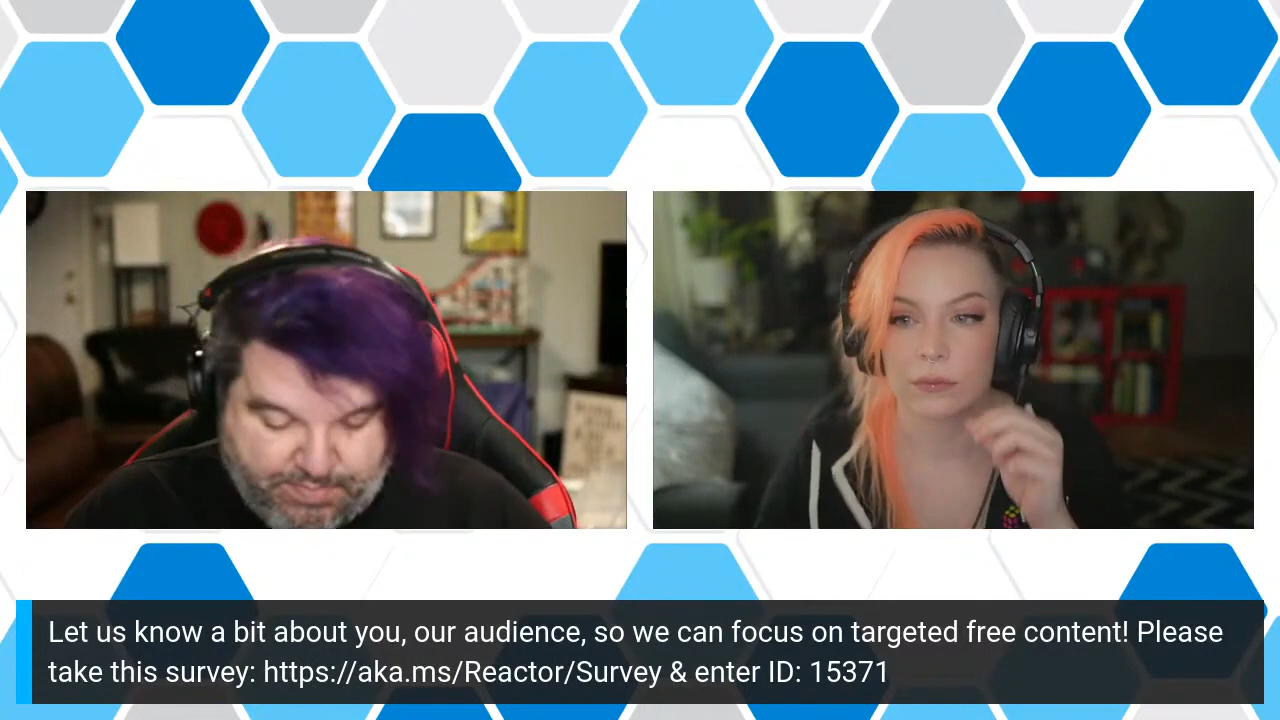 Let us know a bit about you, our audience, so we can focus on targeted free content! Please
take this survey: https://aka.ms/Reactor/Survey & enter ID: 15371